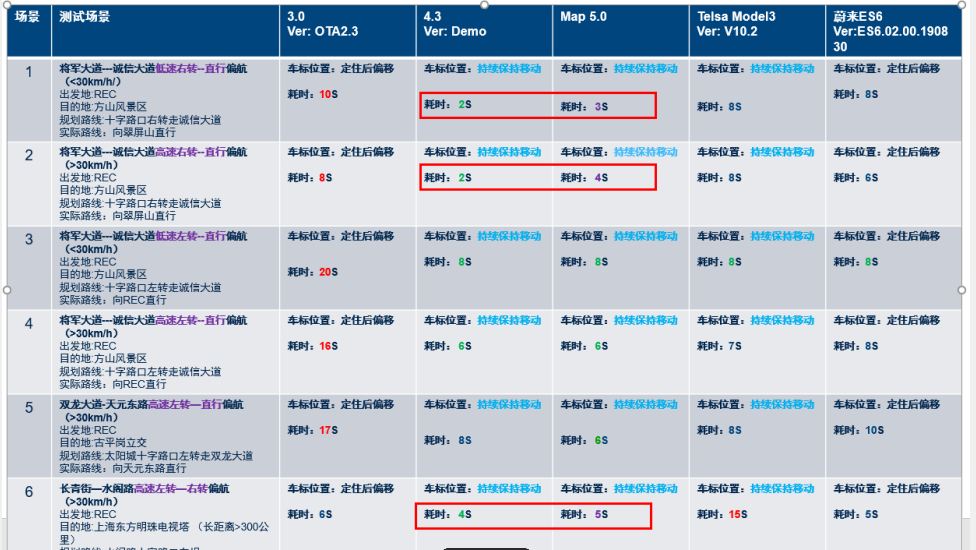 场景
测试场景
3.0
Ver: OTA2.3
4.3
Ver: Demo
Map 5.0
Telsa Model3
Ver: V10.2
蔚来ES6
Ver:ES6.02.00.1908
30
1
将军大道---诚信大道低速右转--直行偏航
（<30km/h/）
出发地:REC
目的地:方山风景区
规划路线:十字路口右转走诚信大道
实际路线：向翠屏山直行
车标位置：定住后偏移
耗时：10S
车标位置：持续保持移动
耗时：2S
车标位置：持续保持移动
耗时：3S
车标位置：持续保持移动
耗时：8S
车标位置：定住后偏移
耗时：8S
2
将军大道---诚信大道高速右转--直行偏航
（>30km/h）
出发地:REC
目的地:方山风景区
规划路线:十字路口右转走诚信大道
实际路线：向翠屏山直行
车标位置：定住后偏移
耗时：8S
车标位置：持续保持移动
耗时：2S
车标位置：持续保持移动
耗时：4S
车标位置：持续保持移动
耗时：8S
车标位置：定住后偏移
耗时：6S
3
将军大道---诚信大道低速左转--直行偏航
（<30km/h）
出发地:REC
目的地:方山风景区
规划路线:十字路口左转走诚信大道
实际路线：向REC直行
车标位置：定住后偏移
耗时：20S
车标位置：持续保持移动
耗时：8S
车标位置：持续保持移动
耗时：8S
车标位置：持续保持移动
耗时：8S
车标位置：定住后偏移
耗时：8S
4
将军大道---诚信大道高速左转--直行偏航
（>30km/h）
出发地:REC
目的地:方山风景区
规划路线:十字路口左转走诚信大道
实际路线：向REC直行
车标位置：定住后偏移
耗时：16S
车标位置：持续保持移动
耗时：6S
车标位置：持续保持移动
耗时：6S
车标位置：持续保持移动
耗时：7S
车标位置：定住后偏移
耗时：8S
5
双龙大道-天元东路高速左转—直行偏航
（>30km/h）
出发地:REC
目的地:古平岗立交
规划路线:太阳城十字路口左转走双龙大道
实际路线：向天元东路直行
车标位置：定住后偏移
耗时：17S
车标位置：持续保持移动
耗时：8S
车标位置：持续保持移动
耗时：6S
车标位置：持续保持移动
耗时：8S
车标位置：定住后偏移
耗时：10S
6
长青街—水阁路高速左转—右转偏航
（>30km/h）
出发地:REC
目的地:上海东方明珠电视塔 （长距离>300公
里）
车标位置：定住后偏移
耗时：6S
车标位置：持续保持移动
耗时：4S
车标位置：持续保持移动
耗时：5S
车标位置：持续保持移动
耗时：15S
车标位置：定住后偏移
耗时：5S